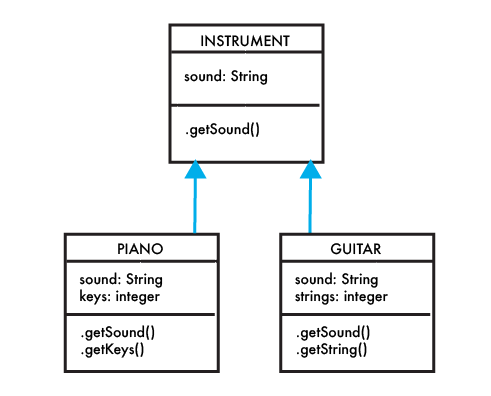 INSTRUMENT
sound: String
.getSound()
PIANO
sound: String
keys: integer
.getSound()
.getKeys()
GUITAR
sound: String
strings: integer
.getSound()
.getString()